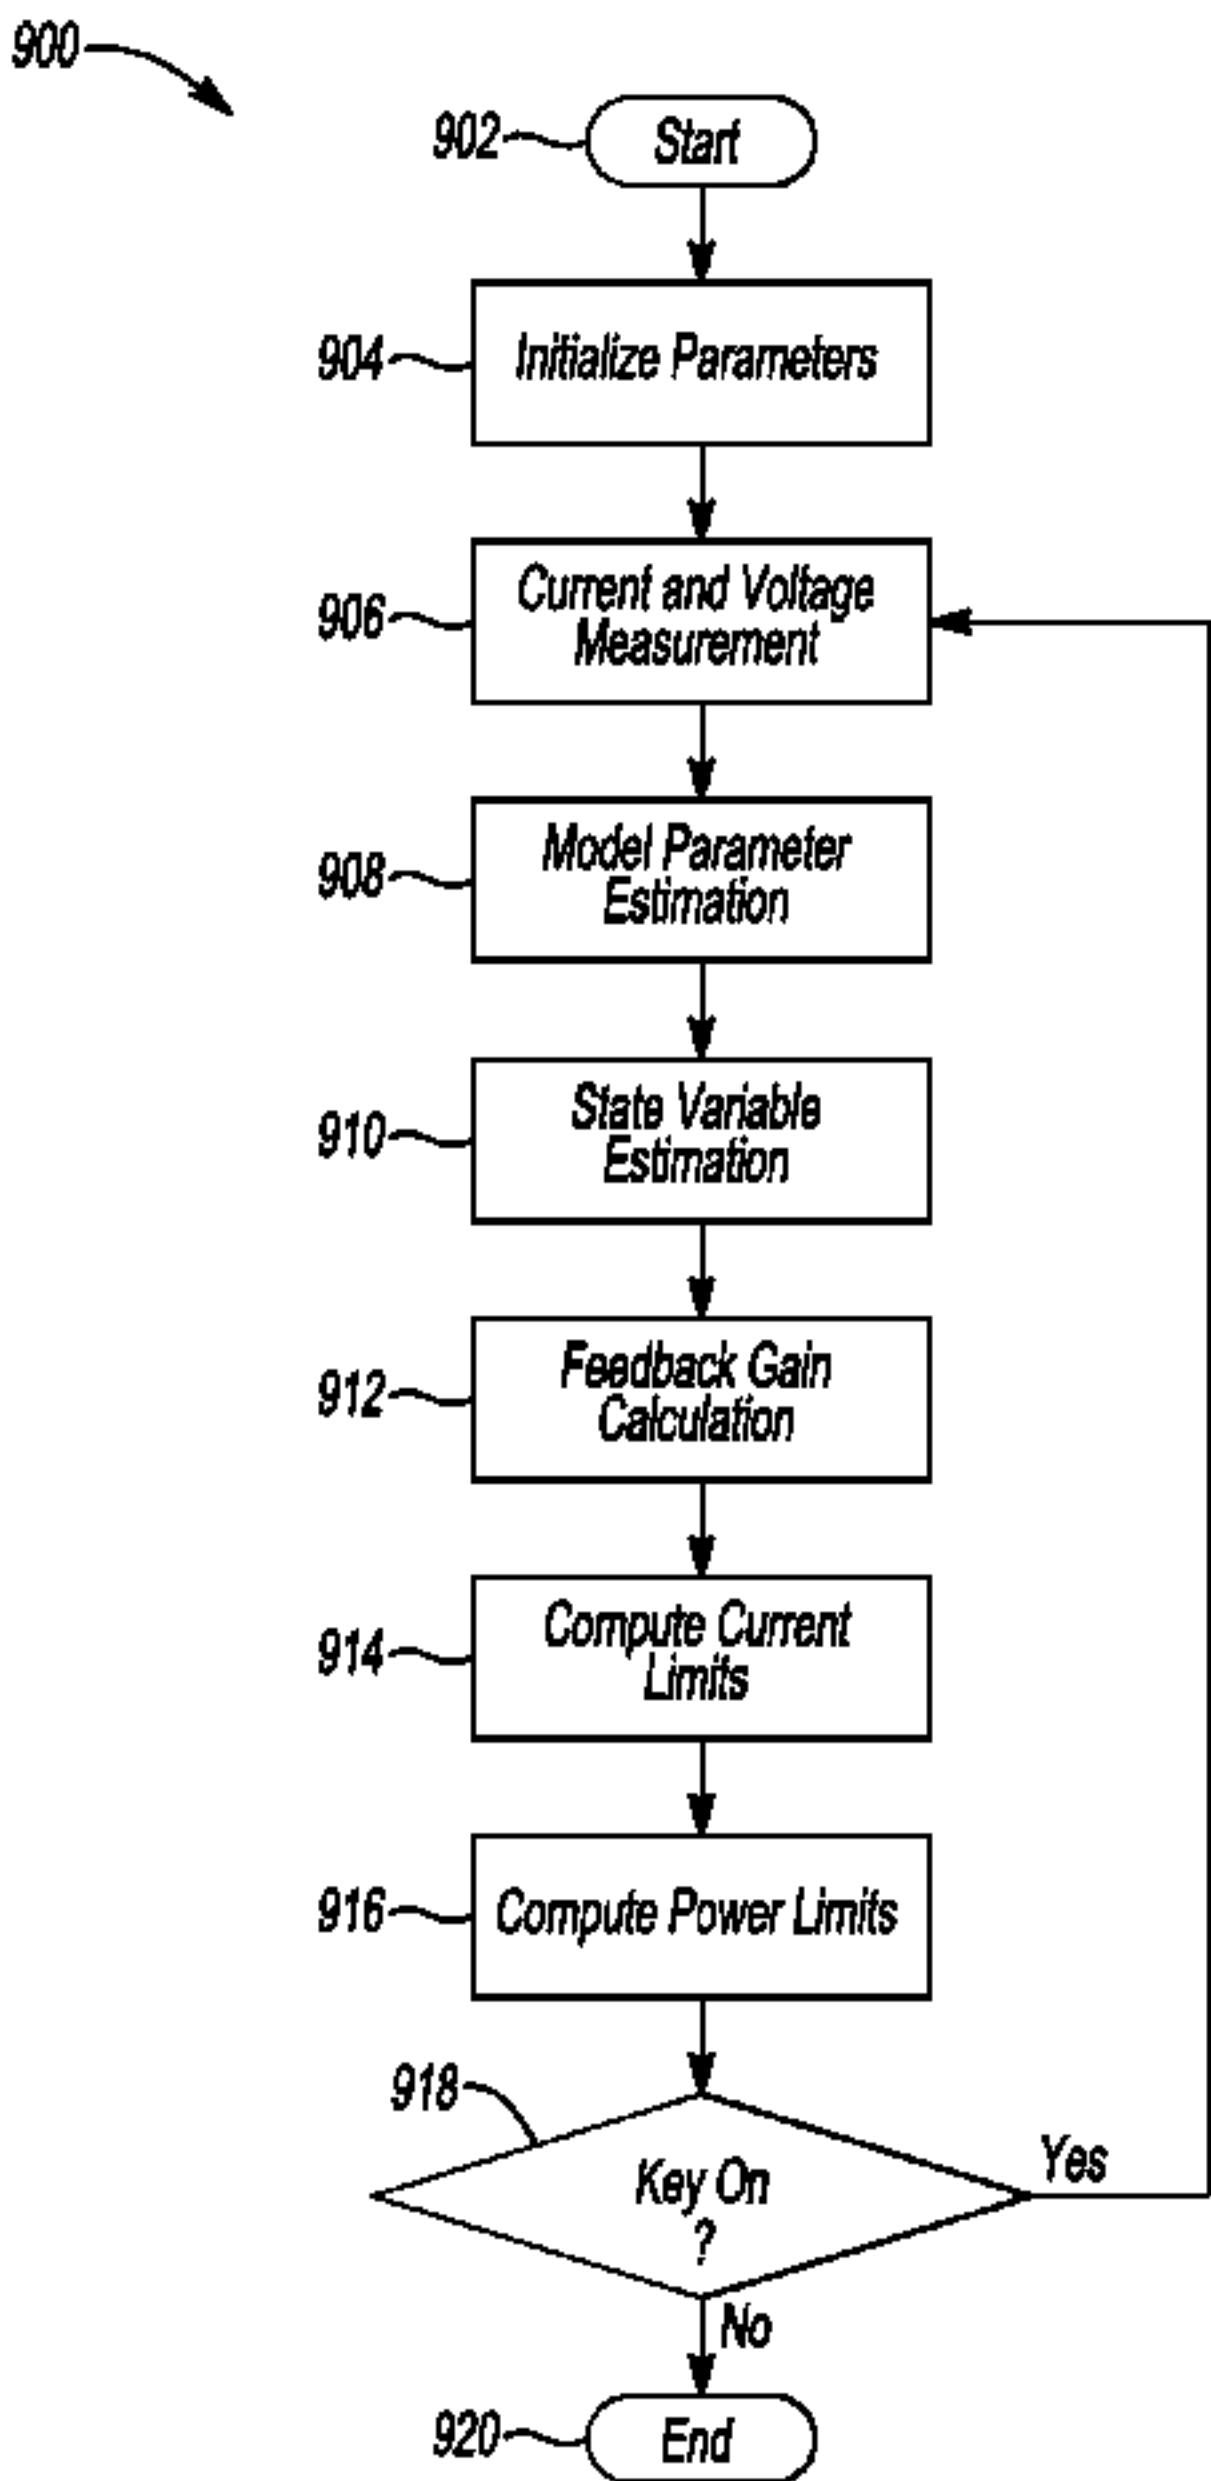 900
902
Start
904
Initialize Parameters
906
Current and Voltage
Measurement
908
Model Parameter
Estimation
910
State Variable
Estimation
912
Feedback Gain
Calculation
914
Compute Current
Limits
916
Compute Power Limits
918
Key On
?
Yes
No
920
End